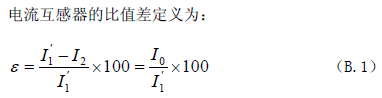 电流互感器的比值差定义为：
ε = (I₁′ − I₂) / I₁′ × 100 = I₀ / I₁′ × 100 （B.1）